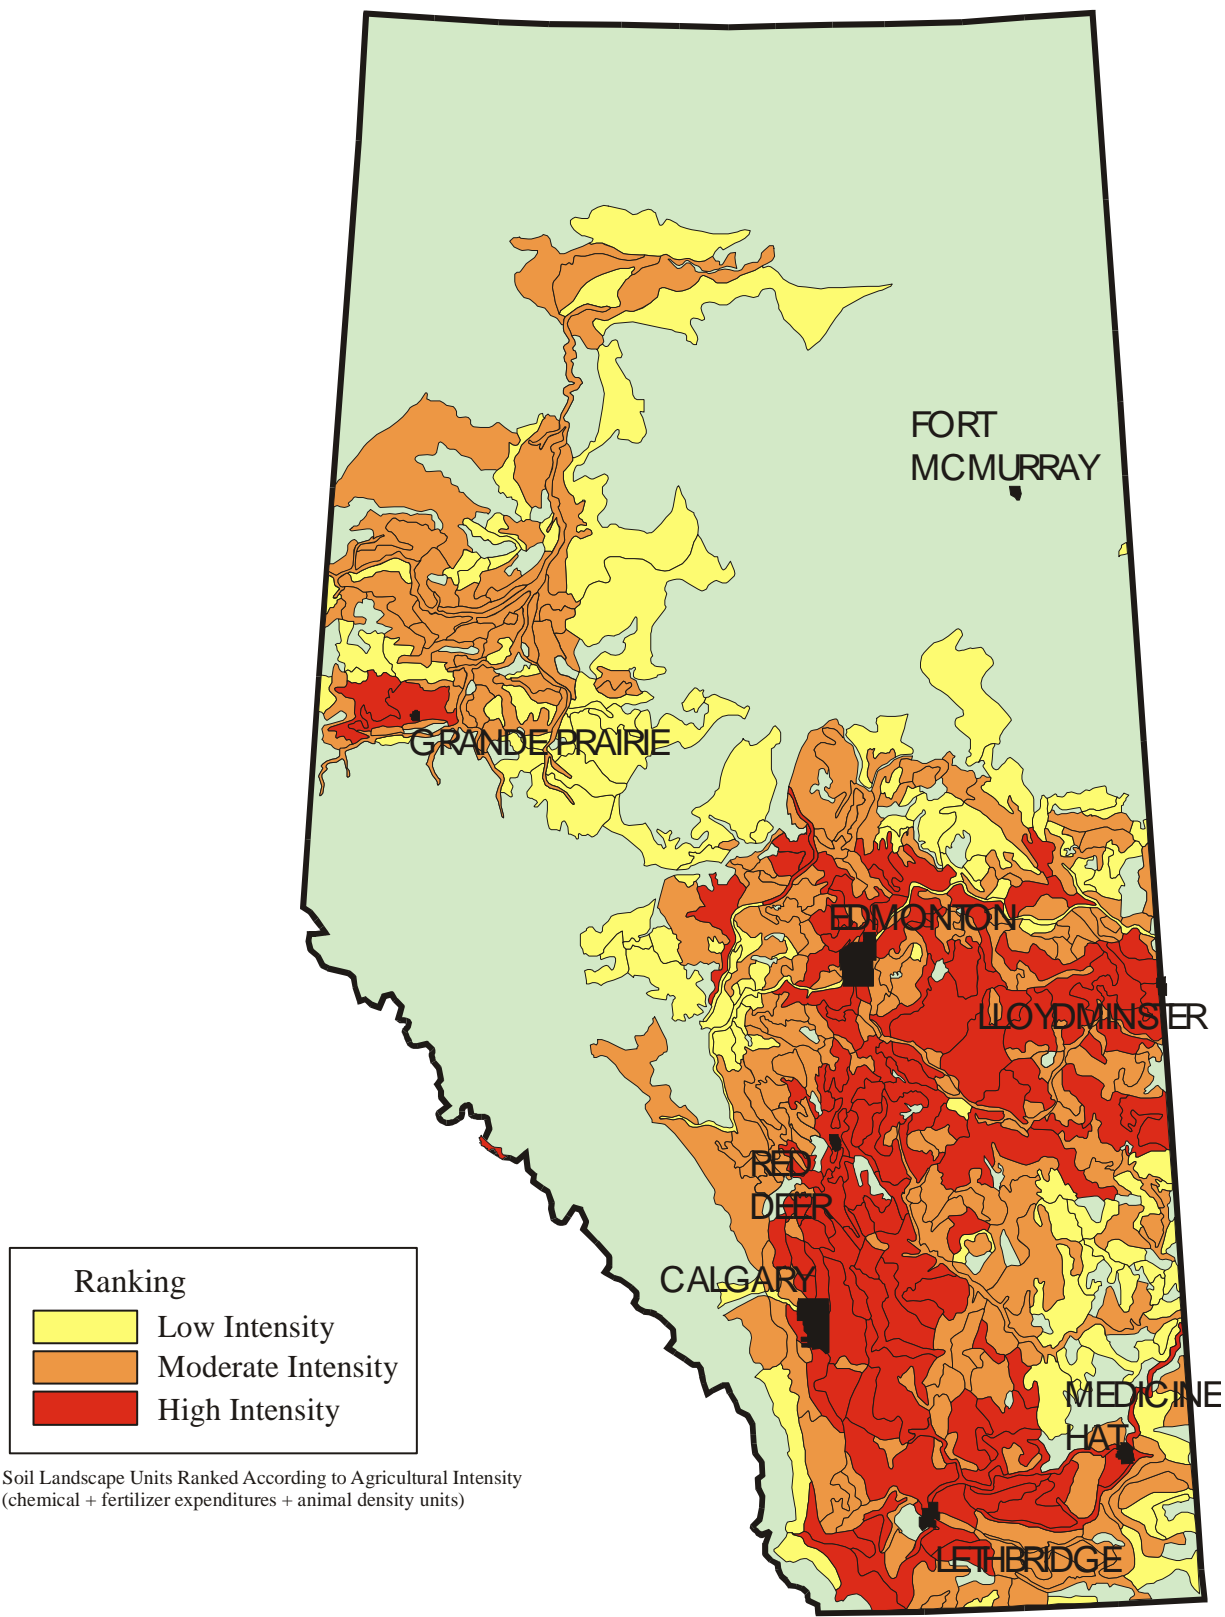 FORT
MCMURRAY
GRANDE PRAIRIE
EDMONTON
LLOYDMINSTER
RED
DEER
CALGARY
MEDICINE
HAT
LETHBRIDGE
Ranking
Low Intensity
Moderate Intensity
High Intensity
Soil Landscape Units Ranked According to Agricultural Intensity
(chemical + fertilizer expenditures + animal density units)